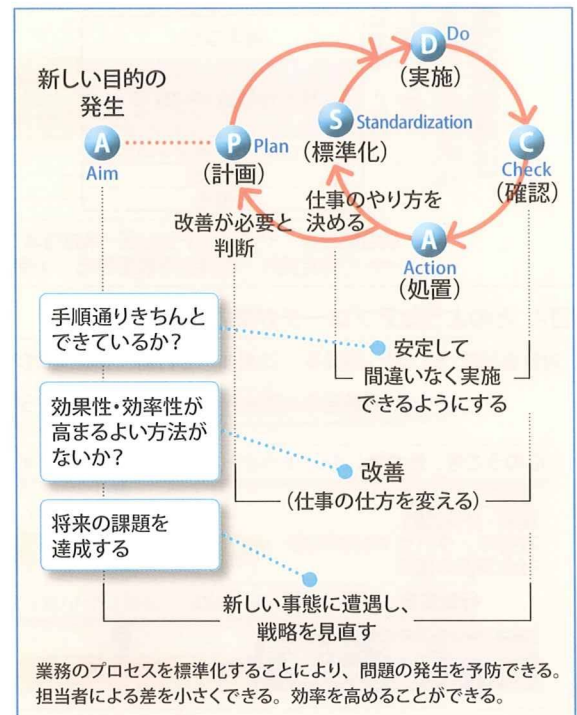 D Do
(実施)
新しい目的の
発生
A
Aim
P Plan
(計画)
S Standardization
(標準化)
C
Check
(確認)
仕事のやり方を
決める
改善が必要と
判断
A
Action
(処置)
手順通りきちんと
できているか?
安定して
間違いなく実施
できるようにする
効果性・効率性が
高まるよい方法が
ないか?
改善
(仕事の仕方を変える)
将来の課題を
達成する
新しい事態に遭遇し、
戦略を見直す
業務のプロセスを標準化することにより、問題の発生を予防できる。
担当者による差を小さくできる。効率を高めることができる。